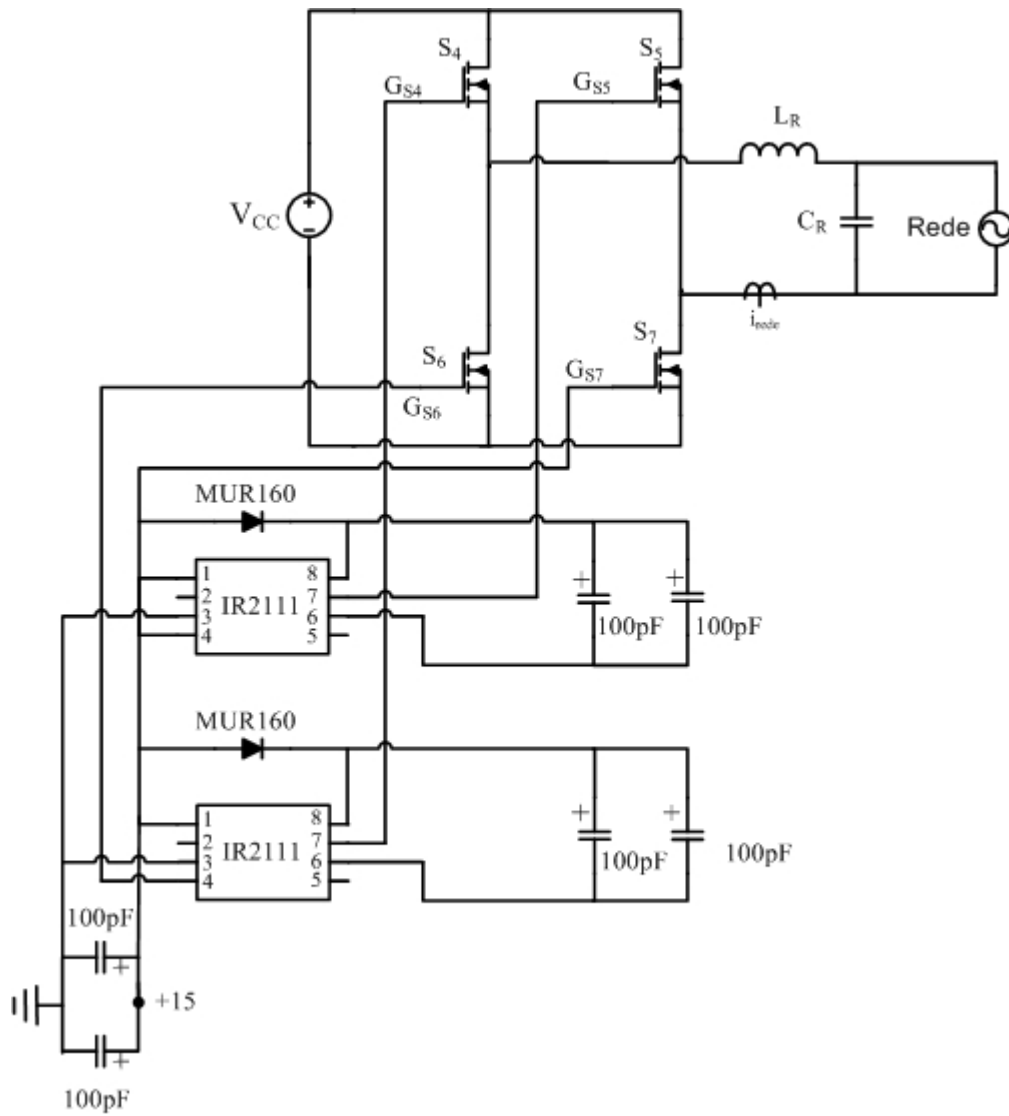 S4
S5
GS4
GS5
LR
VCC
CR
Rede
irede
S6
S7
GS6
GS7
MUR160
1
2
3
4
IR2111
8
7
6
5
+
100pF
+
100pF
MUR160
1
2
3
4
IR2111
8
7
6
5
+
100pF
+
100pF
100pF
+
+15
+
100pF